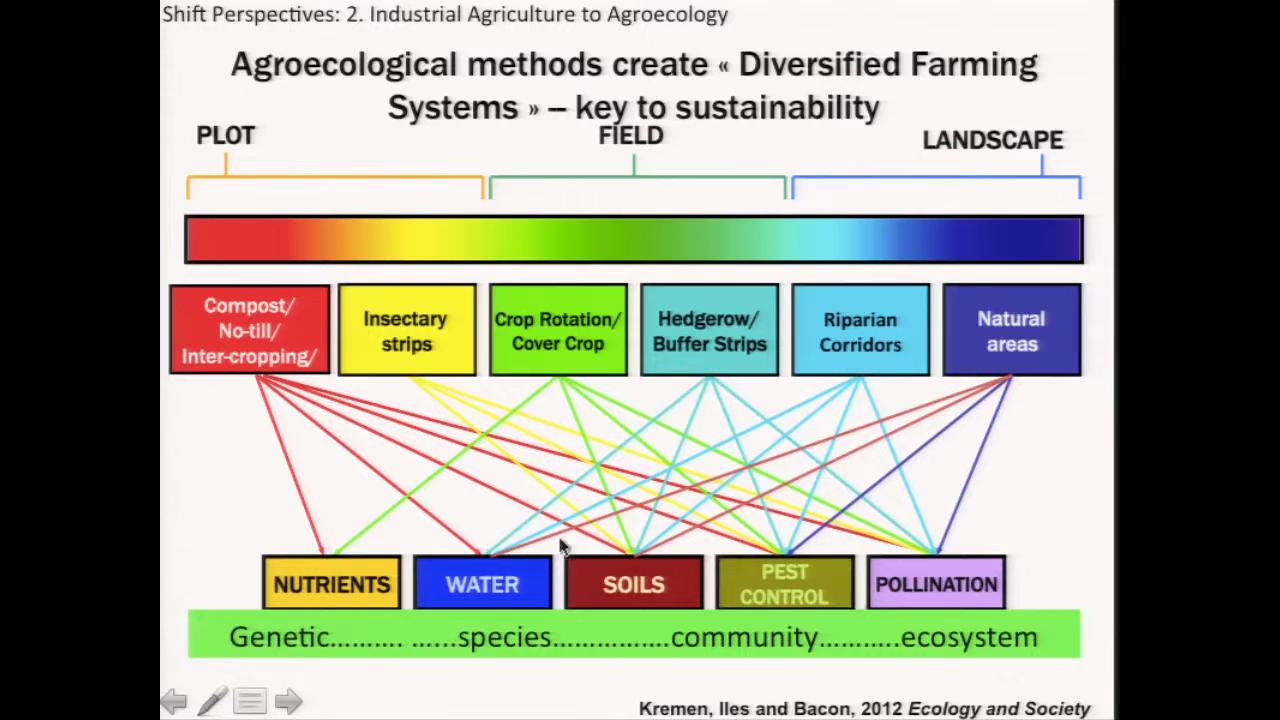 Shift Perspectives: 2. Industrial Agriculture to Agroecology
Agroecological methods create « Diversified Farming
Systems » – key to sustainability
PLOT
FIELD
LANDSCAPE
Compost/
No-till/
Inter-cropping/
Insectary
strips
Crop Rotation/
Cover Crop
Hedgerow/
Buffer Strips
Riparian
Corridors
Natural
areas
NUTRIENTS
WATER
SOILS
PEST
CONTROL
POLLINATION
Genetic.......... ......species..............community...........ecosystem
Kremen, Iles and Bacon, 2012 Ecology and Society